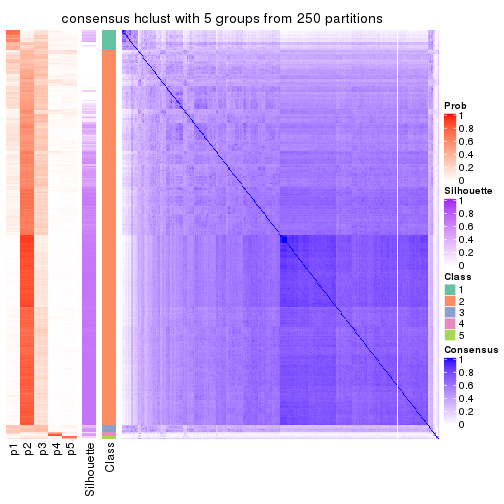 consensus hclust with 5 groups from 250 partitions
Prob
1
0.8
0.6
0.4
0.2
0
Silhouette
1
0.8
0.6
0.4
0.2
0
Class
1
2
3
4
5
Consensus
1
0.8
0.6
0.4
0.2
0
p1
p2
p3
p4
p5
Silhouette
Class